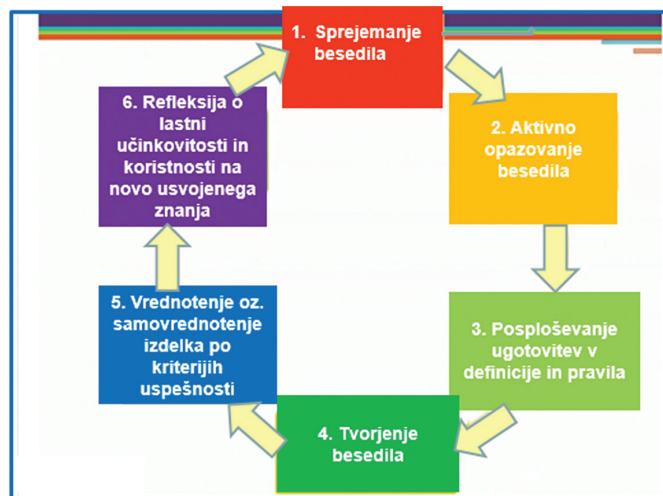 1. Sprejemanje
besedila
2. Aktivno
opazovanje
besedila
3. Posploševanje
ugotovitev v
definicije in pravila
4. Tvorjenje
besedila
5. Vrednotenje oz.
samovrednotenje
izdelka po
kriterijih
uspešnosti
6. Refleksija o
lastni
učinkovitosti in
koristnosti na
novo usvojenega
znanja